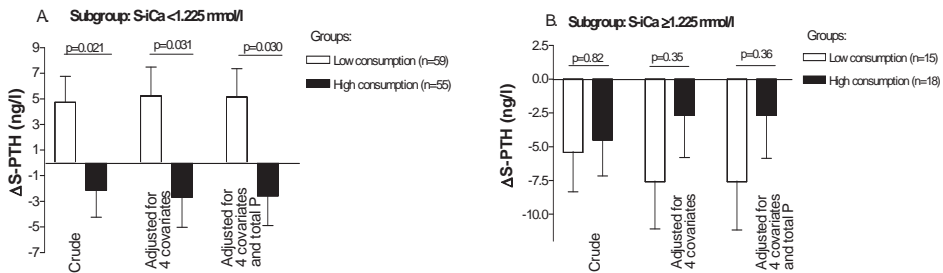 A. Subgroup: S-iCa <1.225 mmol/l
ΔS-PTH (ng/l)
9
7
5
3
1
-1
-3
-5
-7
p=0.021
p=0.031
p=0.030
Crude
Adjusted for
4 covariates
Adjusted for
4 covariates
and total P
Groups:
Low consumption (n=59)
High consumption (n=55)
B. Subgroup: S-iCa ≥1.225 mmol/l
ΔS-PTH (ng/l)
2.5
0.0
-2.5
-5.0
-7.5
-10.0
p=0.82
p=0.35
p=0.36
Crude
Adjusted for
4 covariates
Adjusted for
4 covariates
and total P
Groups:
Low consumption (n=15)
High consumption (n=18)